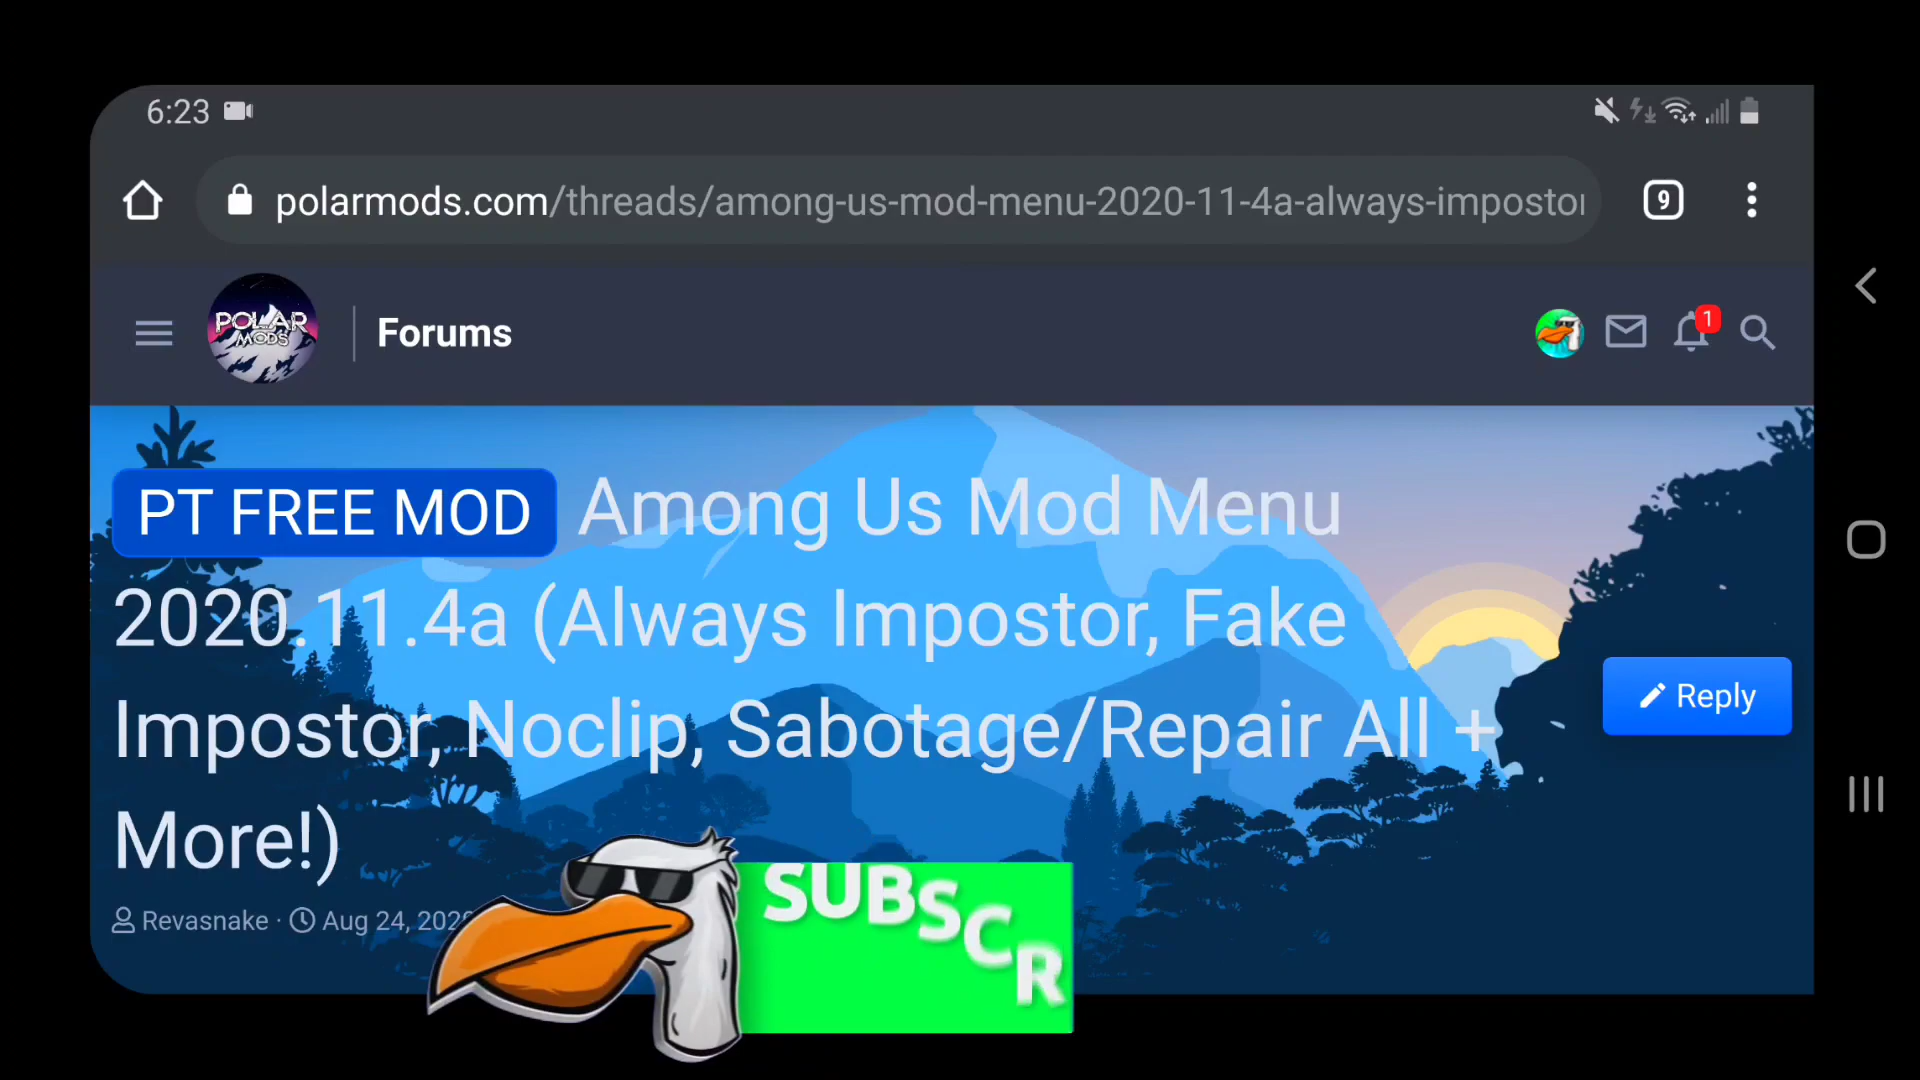 6:23
polarmods.com/threads/among-us-mod-menu-2020-11-4a-always-impostor
9
POLAR
MODS
Forums
1
PT FREE MOD Among Us Mod Menu
2020.11.4a (Always Impostor, Fake
Impostor, Noclip, Sabotage/Repair All +
More!)
Reply
Revasnake · Aug 24, 2020
SUBSCR